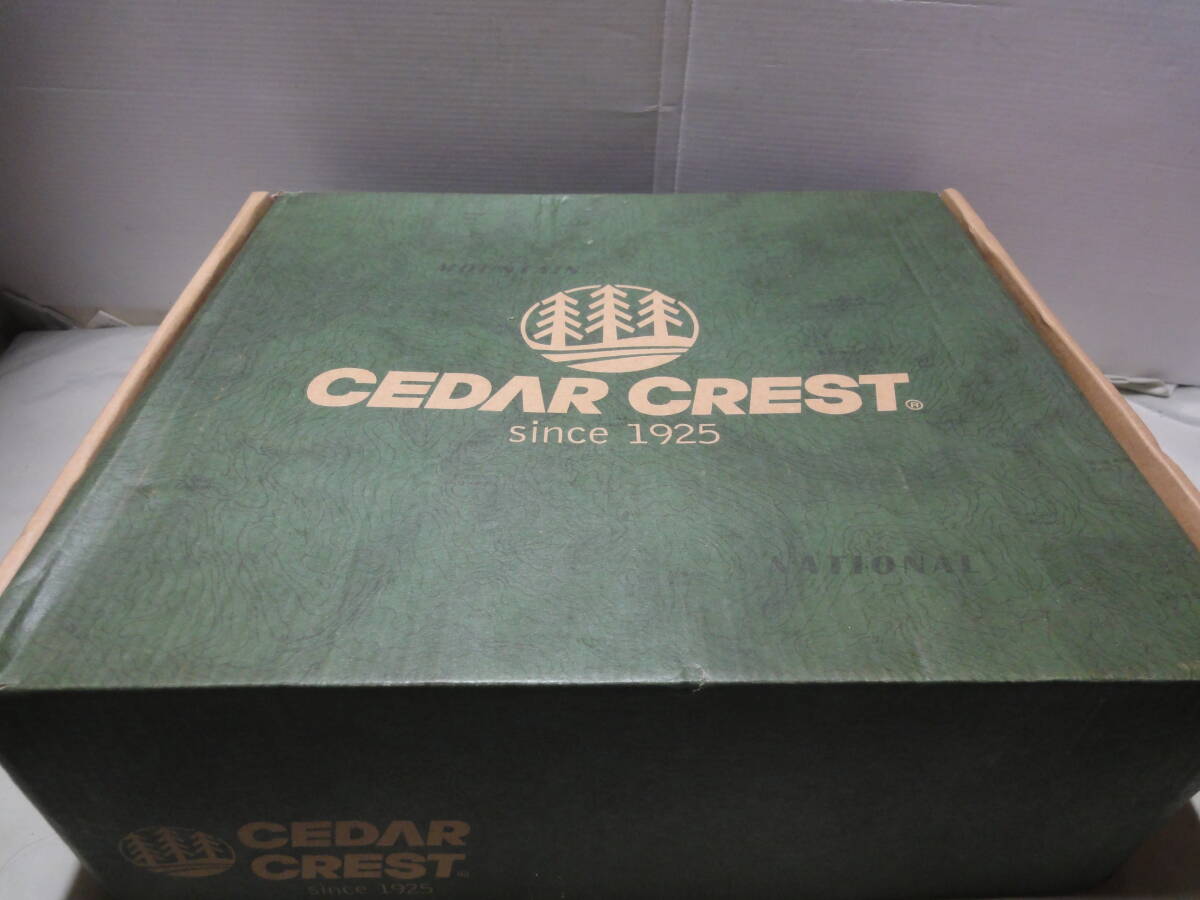 MOUNTAIN
CEDAR CREST®
since 1925
NATIONAL
CEDAR
CREST®
since 1925